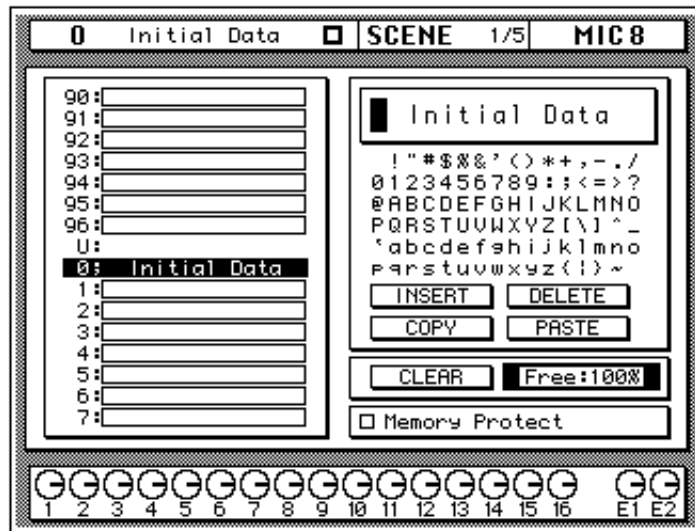 0 Initial Data SCENE 1/5 MIC 8
90:
91:
92:
93:
94:
95:
96:
U:
0; Initial Data
1:
2:
3:
4:
5:
6:
7:
Initial Data
!"#$%&'()*+,-./
0123456789:;<=>?
@ABCDEFGHIJKLMNO
PQRSTUVWXYZ[\]^_
`abcdefghijklmno
pqrstuvwxyz{|}~
INSERT DELETE
COPY PASTE
CLEAR Free:100%
Memory Protect
1 2 3 4 5 6 7 8 9 10 11 12 13 14 15 16 E1 E2